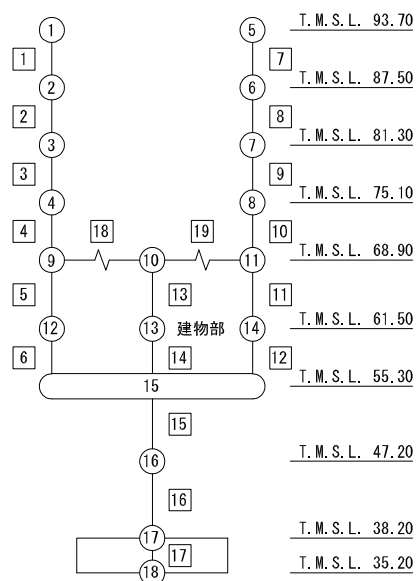 ① ⑤ T.M.S.L. 93.70
1 7
② ⑥ T.M.S.L. 87.50
2 8
③ ⑦ T.M.S.L. 81.30
3 9
④ ⑧ T.M.S.L. 75.10
4 18 19 10
⑨ ⑩ ⑪ T.M.S.L. 68.90
5 13 11
⑫ ⑬ 建物部 ⑭ T.M.S.L. 61.50
6 14 12
15 T.M.S.L. 55.30
15
⑯ T.M.S.L. 47.20
16
⑰ T.M.S.L. 38.20
17
⑱ T.M.S.L. 35.20